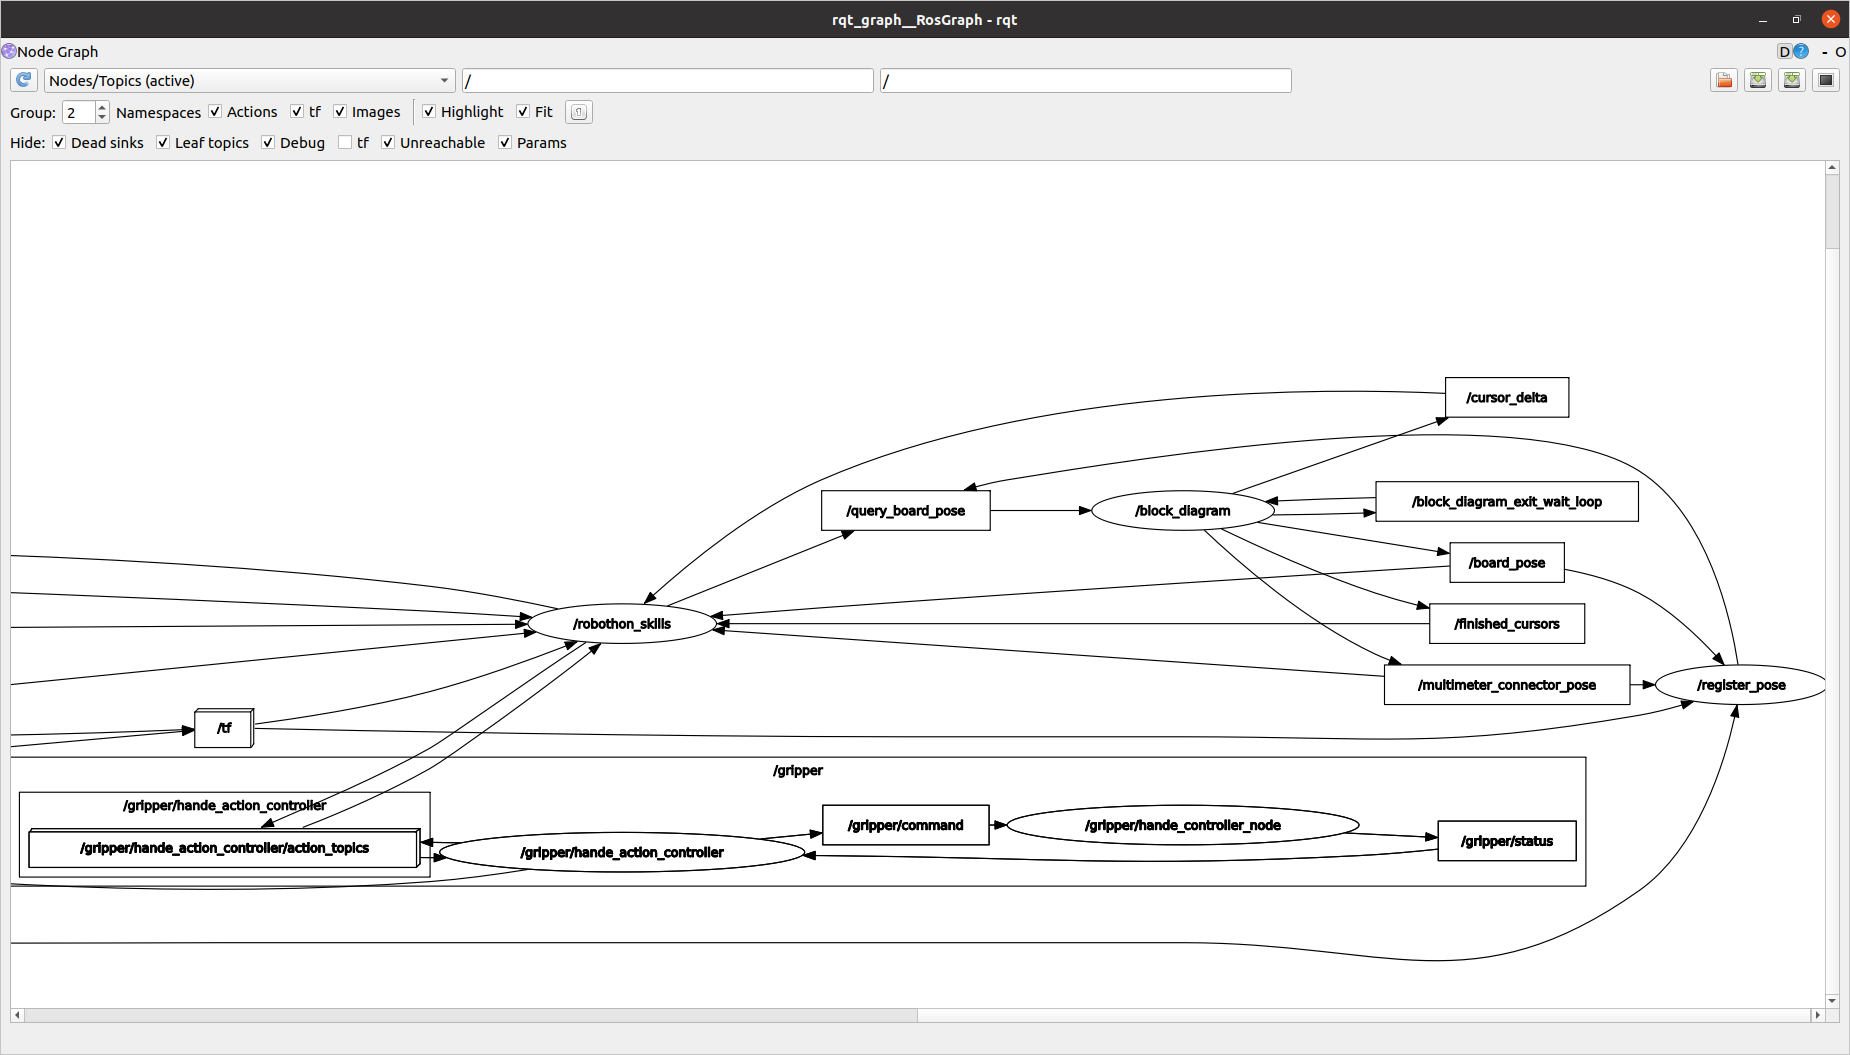 rqt_graph__RosGraph - rqt
Node Graph
D ? - O
Nodes/Topics (active) / /
Group: 2 Namespaces Actions tf Images Highlight Fit
Hide: Dead sinks Leaf topics Debug tf Unreachable Params
/cursor_delta
/query_board_pose
/block_diagram
/block_diagram_exit_wait_loop
/board_pose
/robothon_skills
/finished_cursors
/multimeter_connector_pose
/register_pose
/tf
/gripper
/gripper/hande_action_controller
/gripper/command
/gripper/hande_controller_node
/gripper/status
/gripper/hande_action_controller/action_topics
/gripper/hande_action_controller